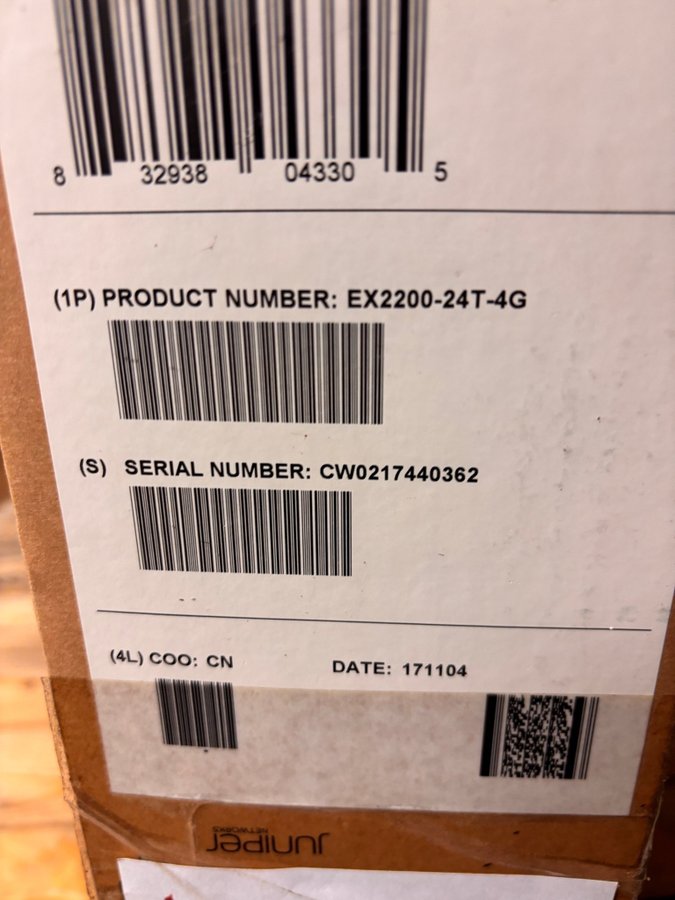 8 32938 04330 5
(1P) PRODUCT NUMBER: EX2200-24T-4G
(S) SERIAL NUMBER: CW0217440362
(4L) COO: CN DATE: 171104
JUNIPER
NETWORKS